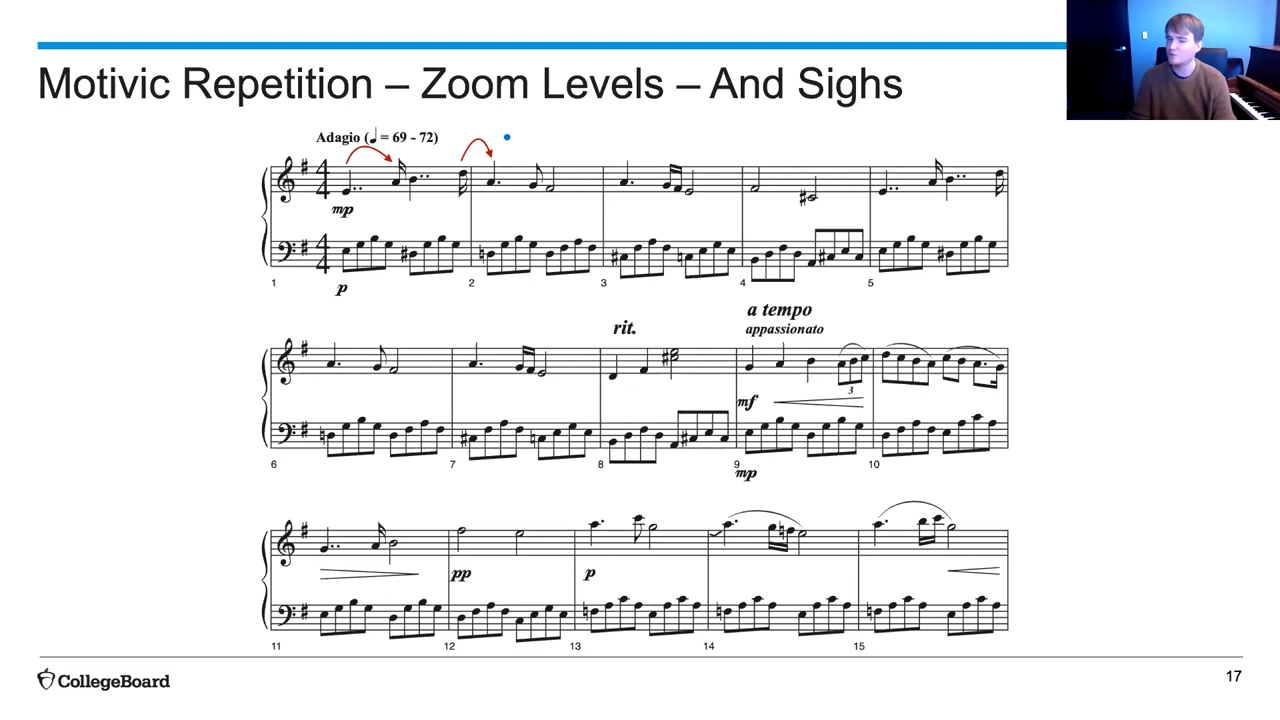 Motivic Repetition – Zoom Levels – And Sighs
Adagio (♩ = 69 - 72)
mp
p
1 2 3 4 5
a tempo
rit. appassionato
3
mf
6 7 8 9 10
mp
pp p
11 12 13 14 15
CollegeBoard 17